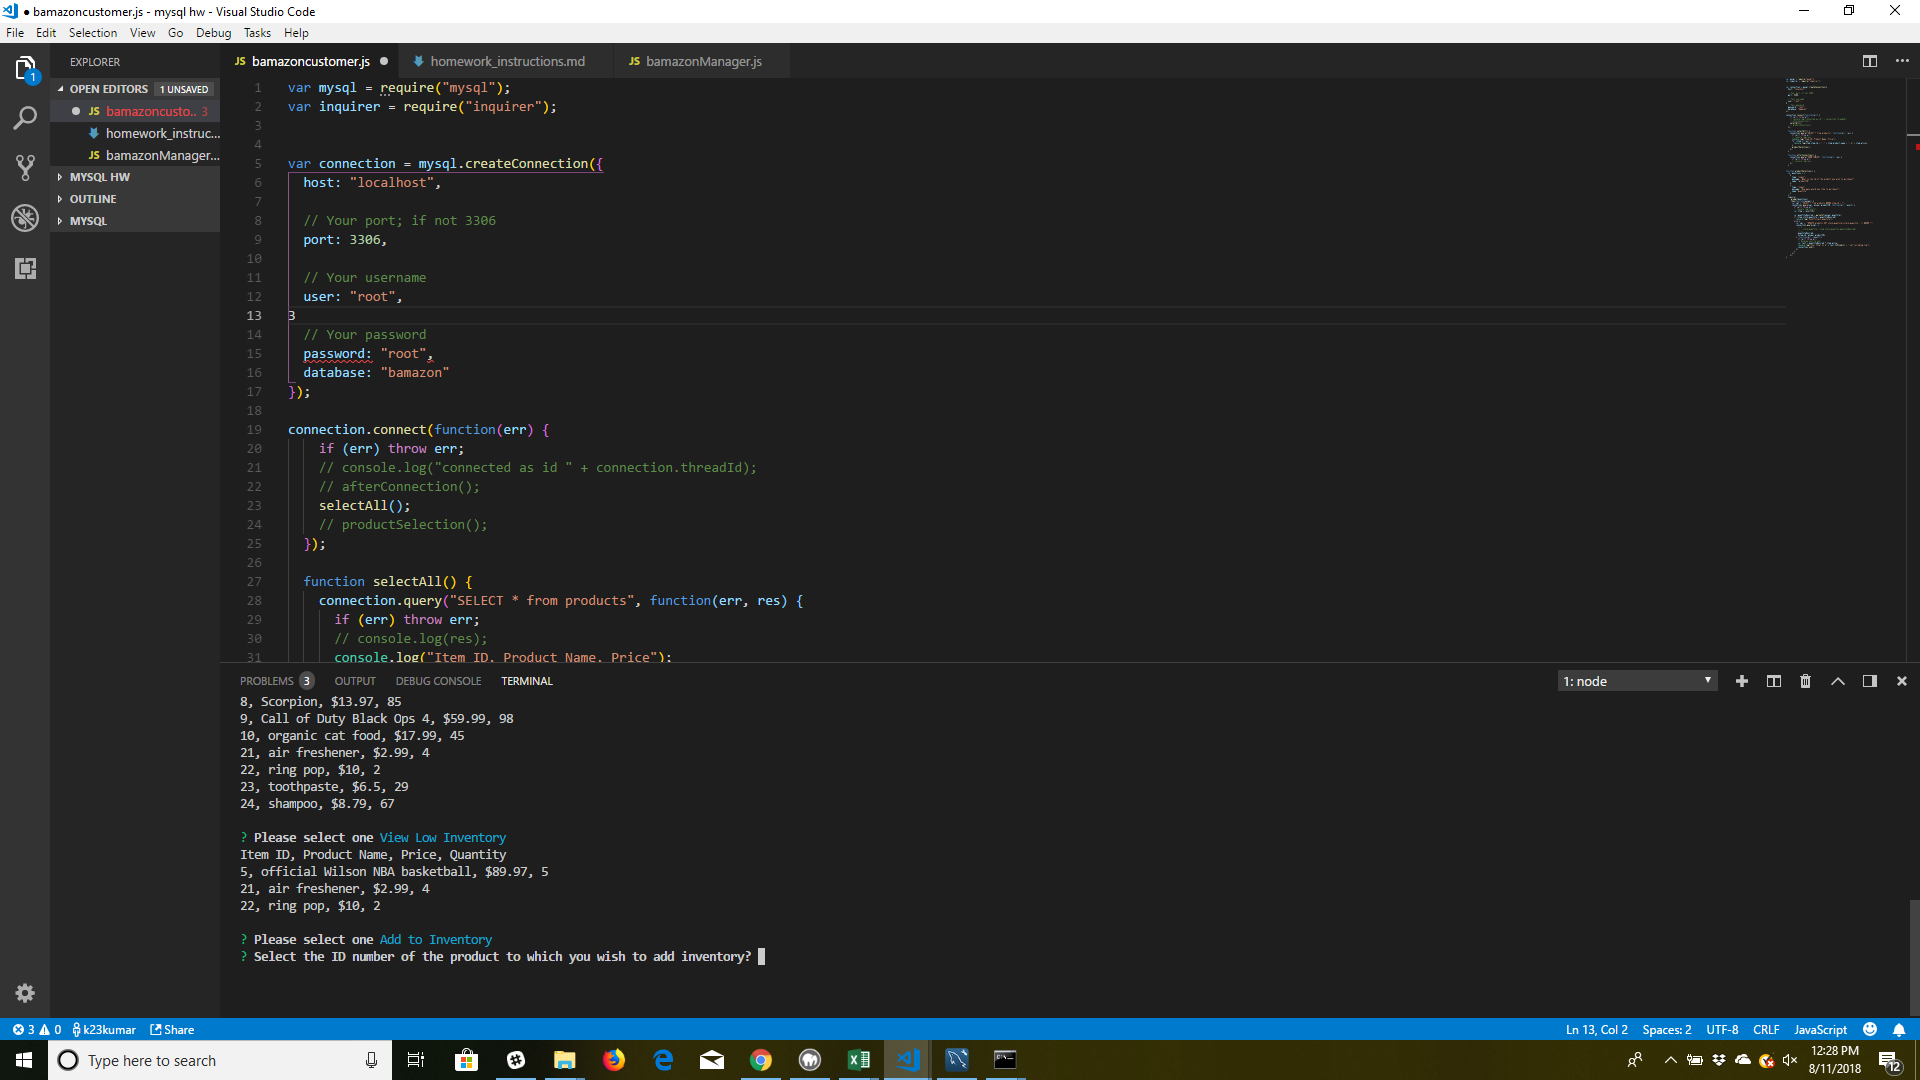 ● bamazoncustomer.js - mysql hw - Visual Studio Code
File Edit Selection View Go Debug Tasks Help
1
EXPLORER
OPEN EDITORS 1 UNSAVED
● JS bamazoncusto.. 3
homework_instruc...
JS bamazonManager...
MYSQL HW
OUTLINE
MYSQL
JS bamazoncustomer.js ● homework_instructions.md JS bamazonManager.js
1 var mysql = require("mysql");
2 var inquirer = require("inquirer");
3
4
5 var connection = mysql.createConnection({
6 host: "localhost",
7
8 // Your port; if not 3306
9 port: 3306,
10
11 // Your username
12 user: "root",
13 3
14 // Your password
15 password: "root",
16 database: "bamazon"
17 });
18
19 connection.connect(function(err) {
20 if (err) throw err;
21 // console.log("connected as id " + connection.threadId);
22 // afterConnection();
23 selectAll();
24 // productSelection();
25 });
26
27 function selectAll() {
28 connection.query("SELECT * from products", function(err, res) {
29 if (err) throw err;
30 // console.log(res);
31 console.log("Item ID, Product Name, Price");
PROBLEMS 3 OUTPUT DEBUG CONSOLE TERMINAL 1: node
8, Scorpion, $13.97, 85
9, Call of Duty Black Ops 4, $59.99, 98
10, organic cat food, $17.99, 45
21, air freshener, $2.99, 4
22, ring pop, $10, 2
23, toothpaste, $6.5, 29
24, shampoo, $8.79, 67
? Please select one View Low Inventory
Item ID, Product Name, Price, Quantity
5, official Wilson NBA basketball, $89.97, 5
21, air freshener, $2.99, 4
22, ring pop, $10, 2
? Please select one Add to Inventory
? Select the ID number of the product to which you wish to add inventory?
3 0 k23kumar Share Ln 13, Col 2 Spaces: 2 UTF-8 CRLF JavaScript
Type here to search
12:28 PM
8/11/2018
12